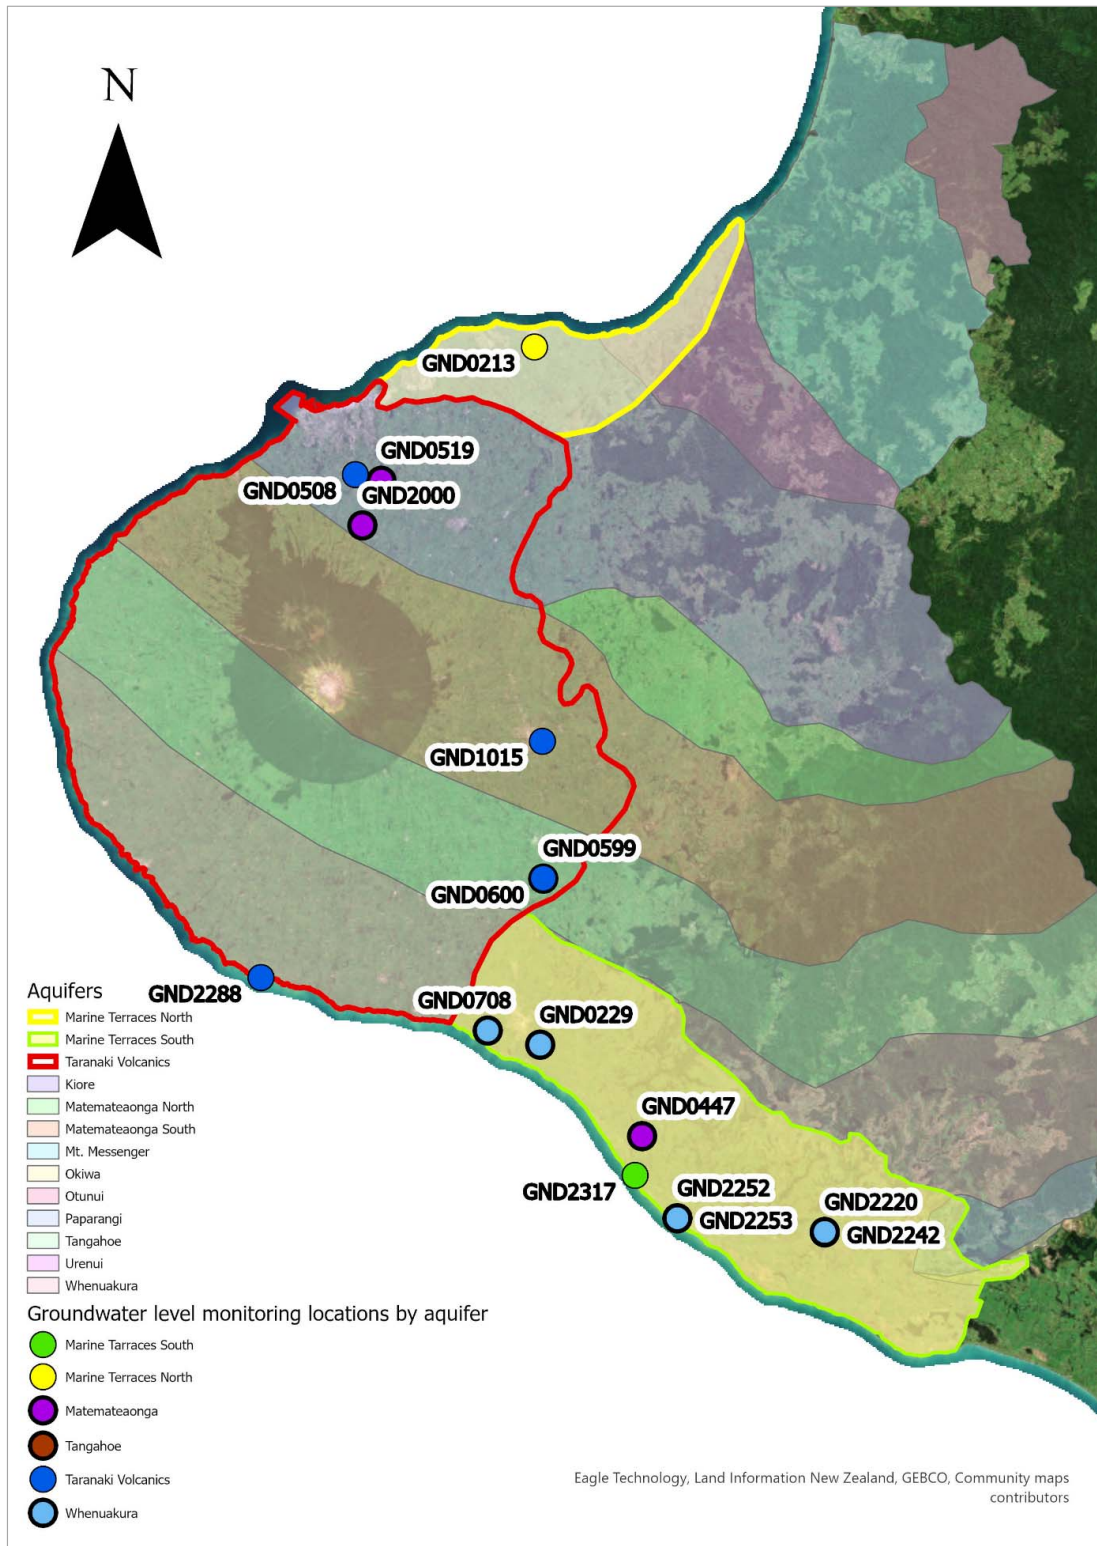 N
GND0213
GND0519
GND0508
GND2000
GND1015
GND0599
GND0600
GND2288
GND0708
GND0229
GND0447
GND2317
GND2252
GND2253
GND2220
GND2242
Aquifers
Marine Terraces North
Marine Terraces South
Taranaki Volcanics
Kiore
Matemateaonga North
Matemateaonga South
Mt. Messenger
Okiwa
Otunui
Paparangi
Tangahoe
Urenui
Whenuakura
Groundwater level monitoring locations by aquifer
Marine Tarraces South
Marine Terraces North
Matemateaonga
Tangahoe
Taranaki Volcanics
Whenuakura
Eagle Technology, Land Information New Zealand, GEBCO, Community maps
contributors